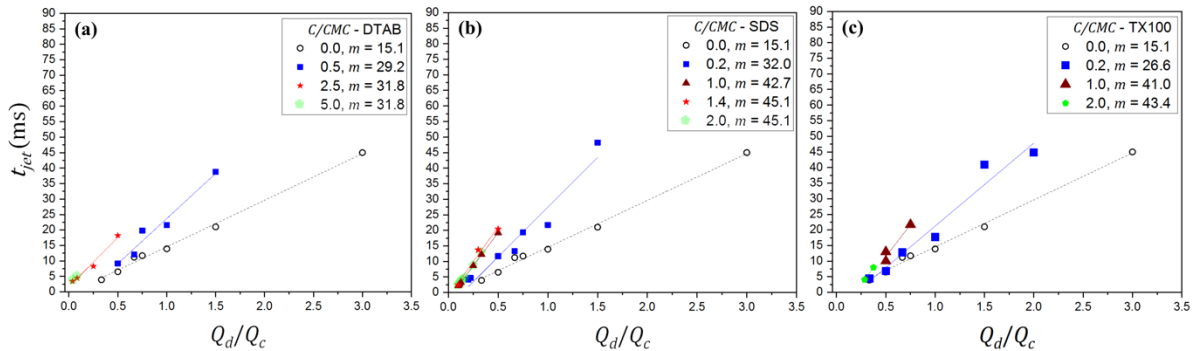 (a)
C/CMC - DTAB
0.0, m = 15.1
0.5, m = 29.2
2.5, m = 31.8
5.0, m = 31.8
(b)
C/CMC - SDS
0.0, m = 15.1
0.2, m = 32.0
1.0, m = 42.7
1.4, m = 45.1
2.0, m = 45.1
(c)
C/CMC - TX100
0.0, m = 15.1
0.2, m = 26.6
1.0, m = 41.0
2.0, m = 43.4
t_jet (ms)
90
85
80
75
70
65
60
55
50
45
40
35
30
25
20
15
10
5
0
0.0 0.5 1.0 1.5 2.0 2.5 3.0 3.5
Q_d/Q_c
90
85
80
75
70
65
60
55
50
45
40
35
30
25
20
15
10
5
0
0.0 0.5 1.0 1.5 2.0 2.5 3.0 3.5
Q_d/Q_c
90
85
80
75
70
65
60
55
50
45
40
35
30
25
20
15
10
5
0
0.0 0.5 1.0 1.5 2.0 2.5 3.0 3.5
Q_d/Q_c